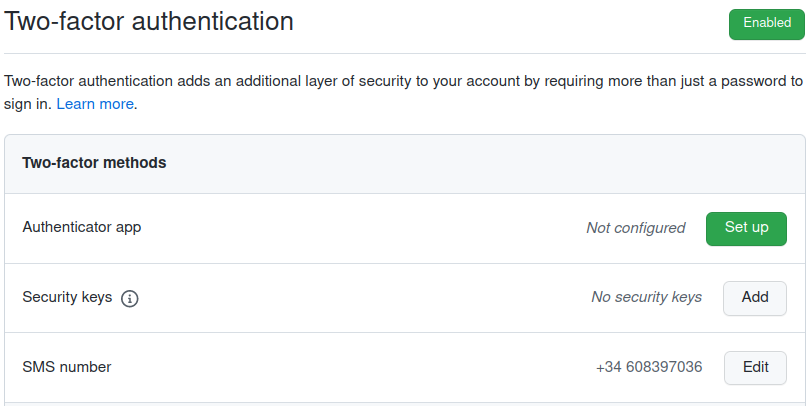 Two-factor authentication
Enabled
Two-factor authentication adds an additional layer of security to your account by requiring more than just a password to
sign in. Learn more.
Two-factor methods
Authenticator app Not configured Set up
Security keys No security keys Add
SMS number +34 608397036 Edit